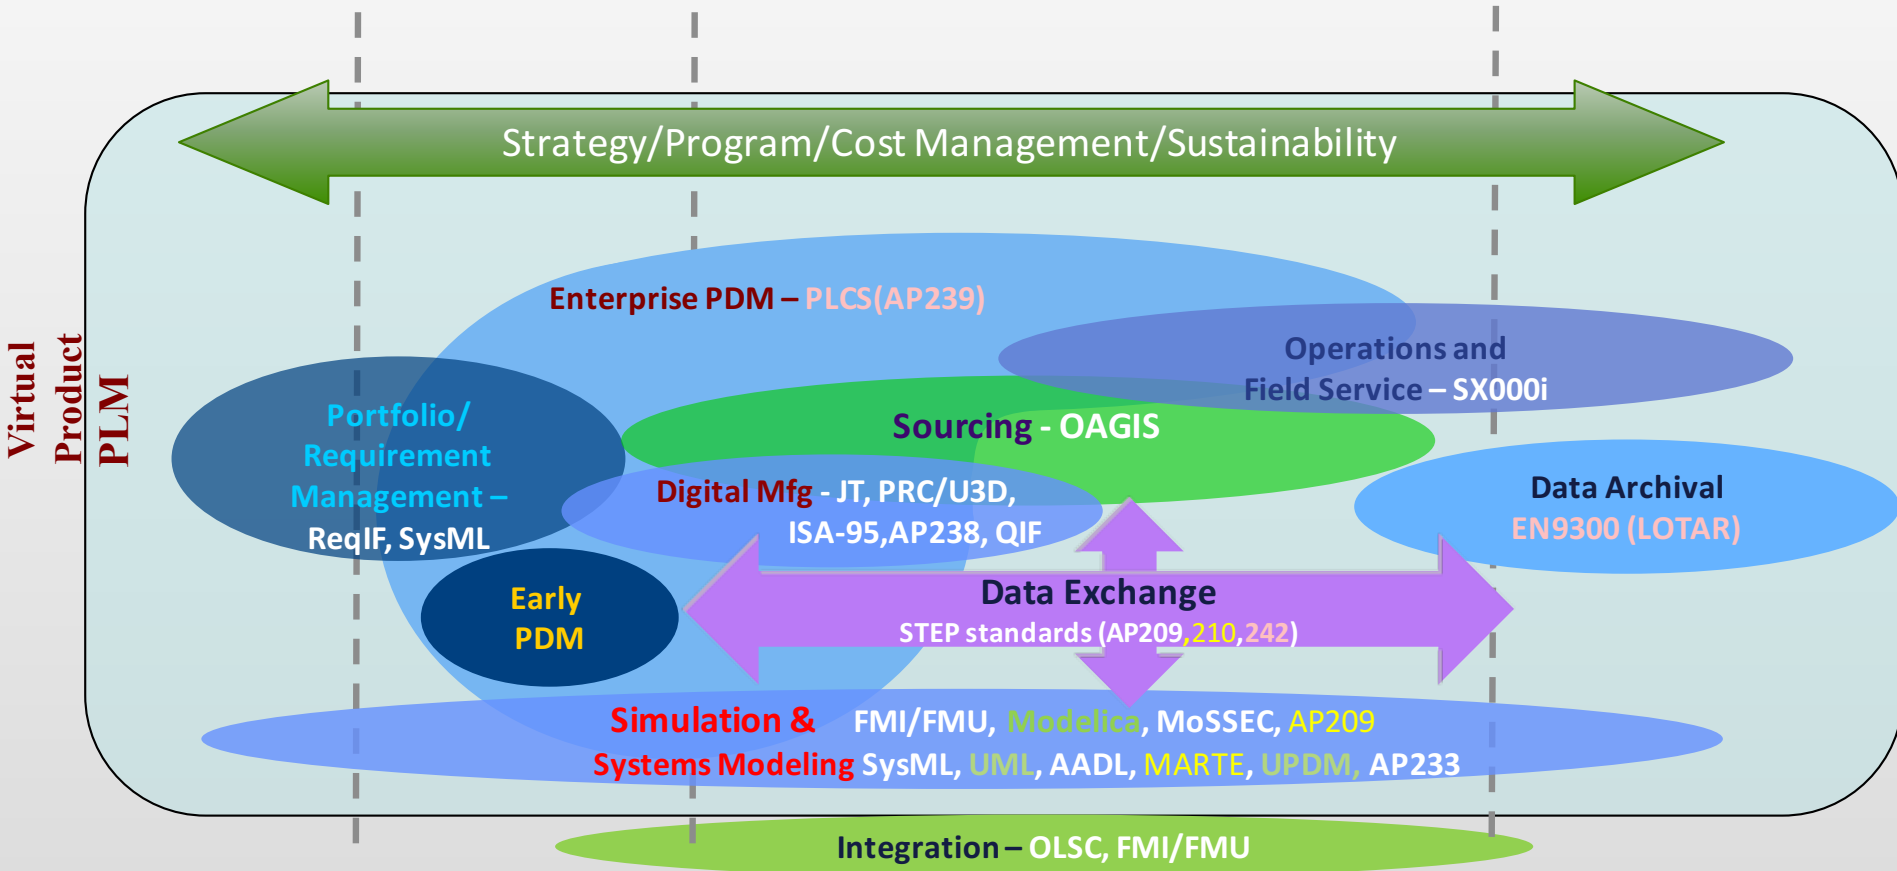 Strategy/Program/Cost Management/Sustainability
Virtual
Product
PLM
Enterprise PDM – PLCS(AP239)
Operations and
Field Service – SX000i
Portfolio/
Requirement
Management –
ReqIF, SysML
Sourcing - OAGIS
Digital Mfg - JT, PRC/U3D,
ISA-95,AP238, QIF
Data Archival
EN9300 (LOTAR)
Early
PDM
Data Exchange
STEP standards (AP209,210,242)
Simulation & FMI/FMU, Modelica, MoSSEC, AP209
Systems Modeling SysML, UML, AADL, MARTE, UPDM, AP233
Integration – OLSC, FMI/FMU